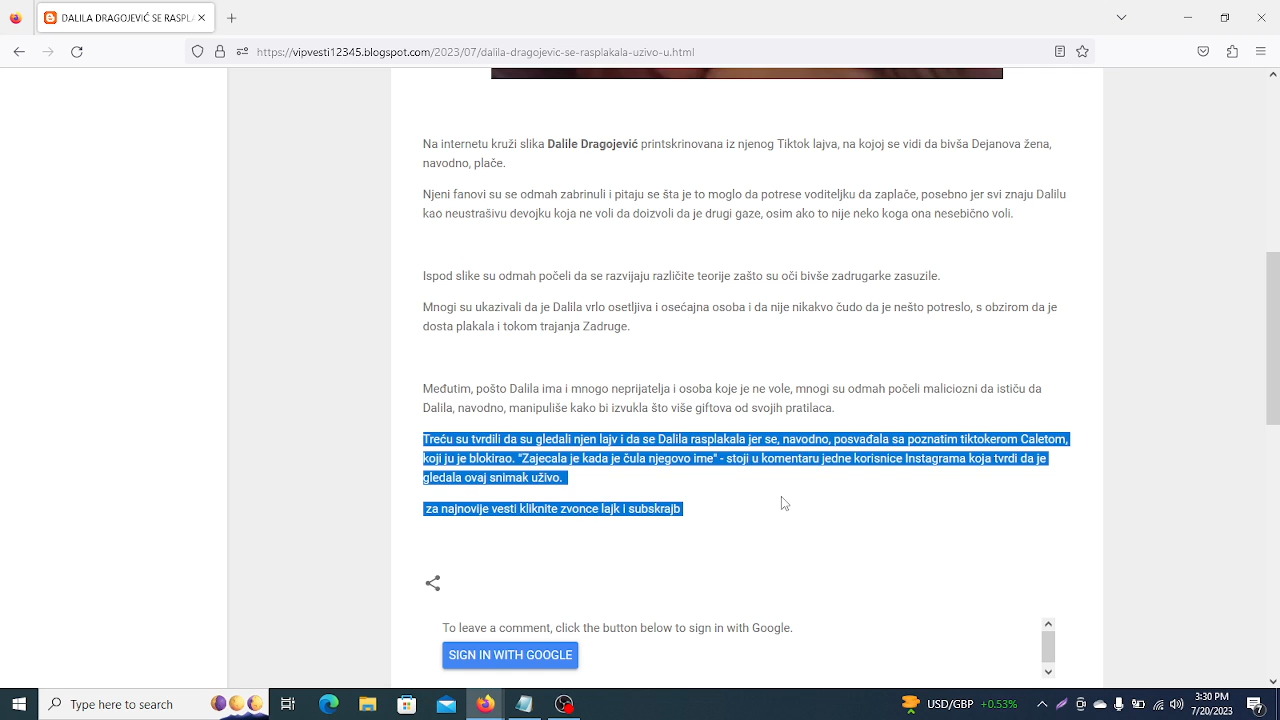 DALILA DRAGOJEVIĆ SE RASPLA
https://vipvesti12345.blogspot.com/2023/07/dalila-dragojevic-se-rasplakala-uzivo-u.html
Na internetu kruži slika Dalile Dragojević printskrinovana iz njenog Tiktok lajva, na kojoj se vidi da bivša Dejanova žena,
navodno, plače.
Njeni fanovi su se odmah zabrinuli i pitaju se šta je to moglo da potrese voditeljku da zaplače, posebno jer svi znaju Dalilu
kao neustrašivu devojku koja ne voli da doizvoli da je drugi gaze, osim ako to nije neko koga ona nesebično voli.
Ispod slike su odmah počeli da se razvijaju različite teorije zašto su oči bivše zadrugarke zasuzile.
Mnogi su ukazivali da je Dalila vrlo osetljiva i osećajna osoba i da nije nikakvo čudo da je nešto potreslo, s obzirom da je
dosta plakala i tokom trajanja Zadruge.
Međutim, pošto Dalila ima i mnogo neprijatelja i osoba koje je ne vole, mnogi su odmah počeli maliciozni da ističu da
Dalila, navodno, manipuliše kako bi izvukla što više giftova od svojih pratilaca.
Treću su tvrdili da su gledali njen lajv i da se Dalila rasplakala jer se, navodno, posvađala sa poznatim tiktokerom Caletom,
koji ju je blokirao. "Zajecala je kada je čula njegovo ime" - stoji u komentaru jedne korisnice Instagrama koja tvrdi da je
gledala ovaj snimak uživo.
za najnovije vesti kliknite zvonce lajk i subskrajb
To leave a comment, click the button below to sign in with Google.
SIGN IN WITH GOOGLE
Type here to search
USD/GBP +0.53%
3:30 PM
7/20/2023